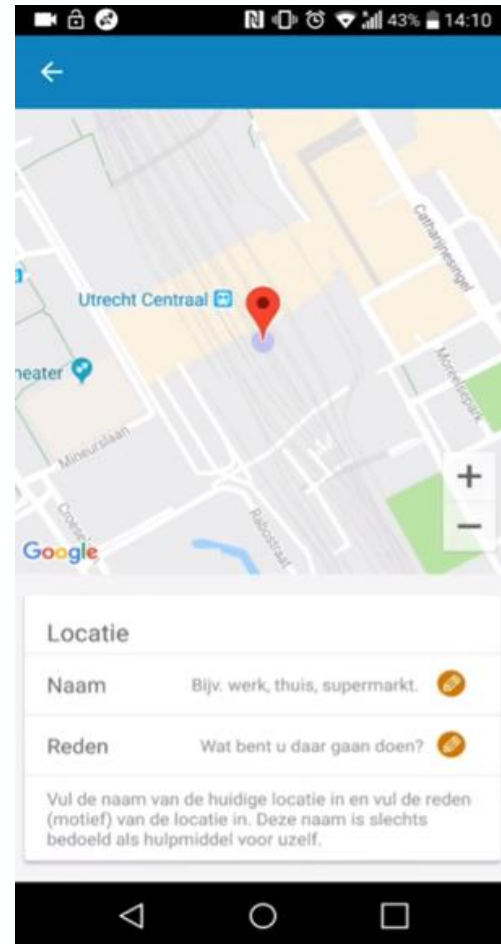 43% 14:10
Catharijnesingel
Utrecht Centraal
Moreelsepark
heater
Mineurslaan
Croese
Rabostraat
+
−
Google
Locatie
Naam Bijv. werk, thuis, supermarkt.
Reden Wat bent u daar gaan doen?
Vul de naam van de huidige locatie in en vul de reden
(motief) van de locatie in. Deze naam is slechts
bedoeld als hulpmiddel voor uzelf.